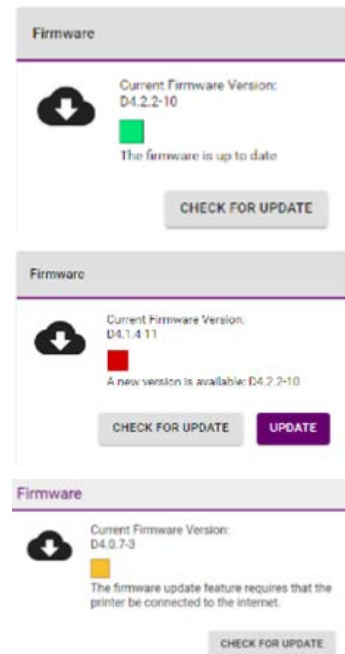 Firmware
Current Firmware Version:
D4.2.2-10
The firmware is up to date
CHECK FOR UPDATE
Firmware
Current Firmware Version:
D4.1.4-11
A new version is available: D4.2.2-10
CHECK FOR UPDATE
UPDATE
Firmware
Current Firmware Version:
D4.0.7-3
The firmware update feature requires that the
printer be connected to the internet.
CHECK FOR UPDATE